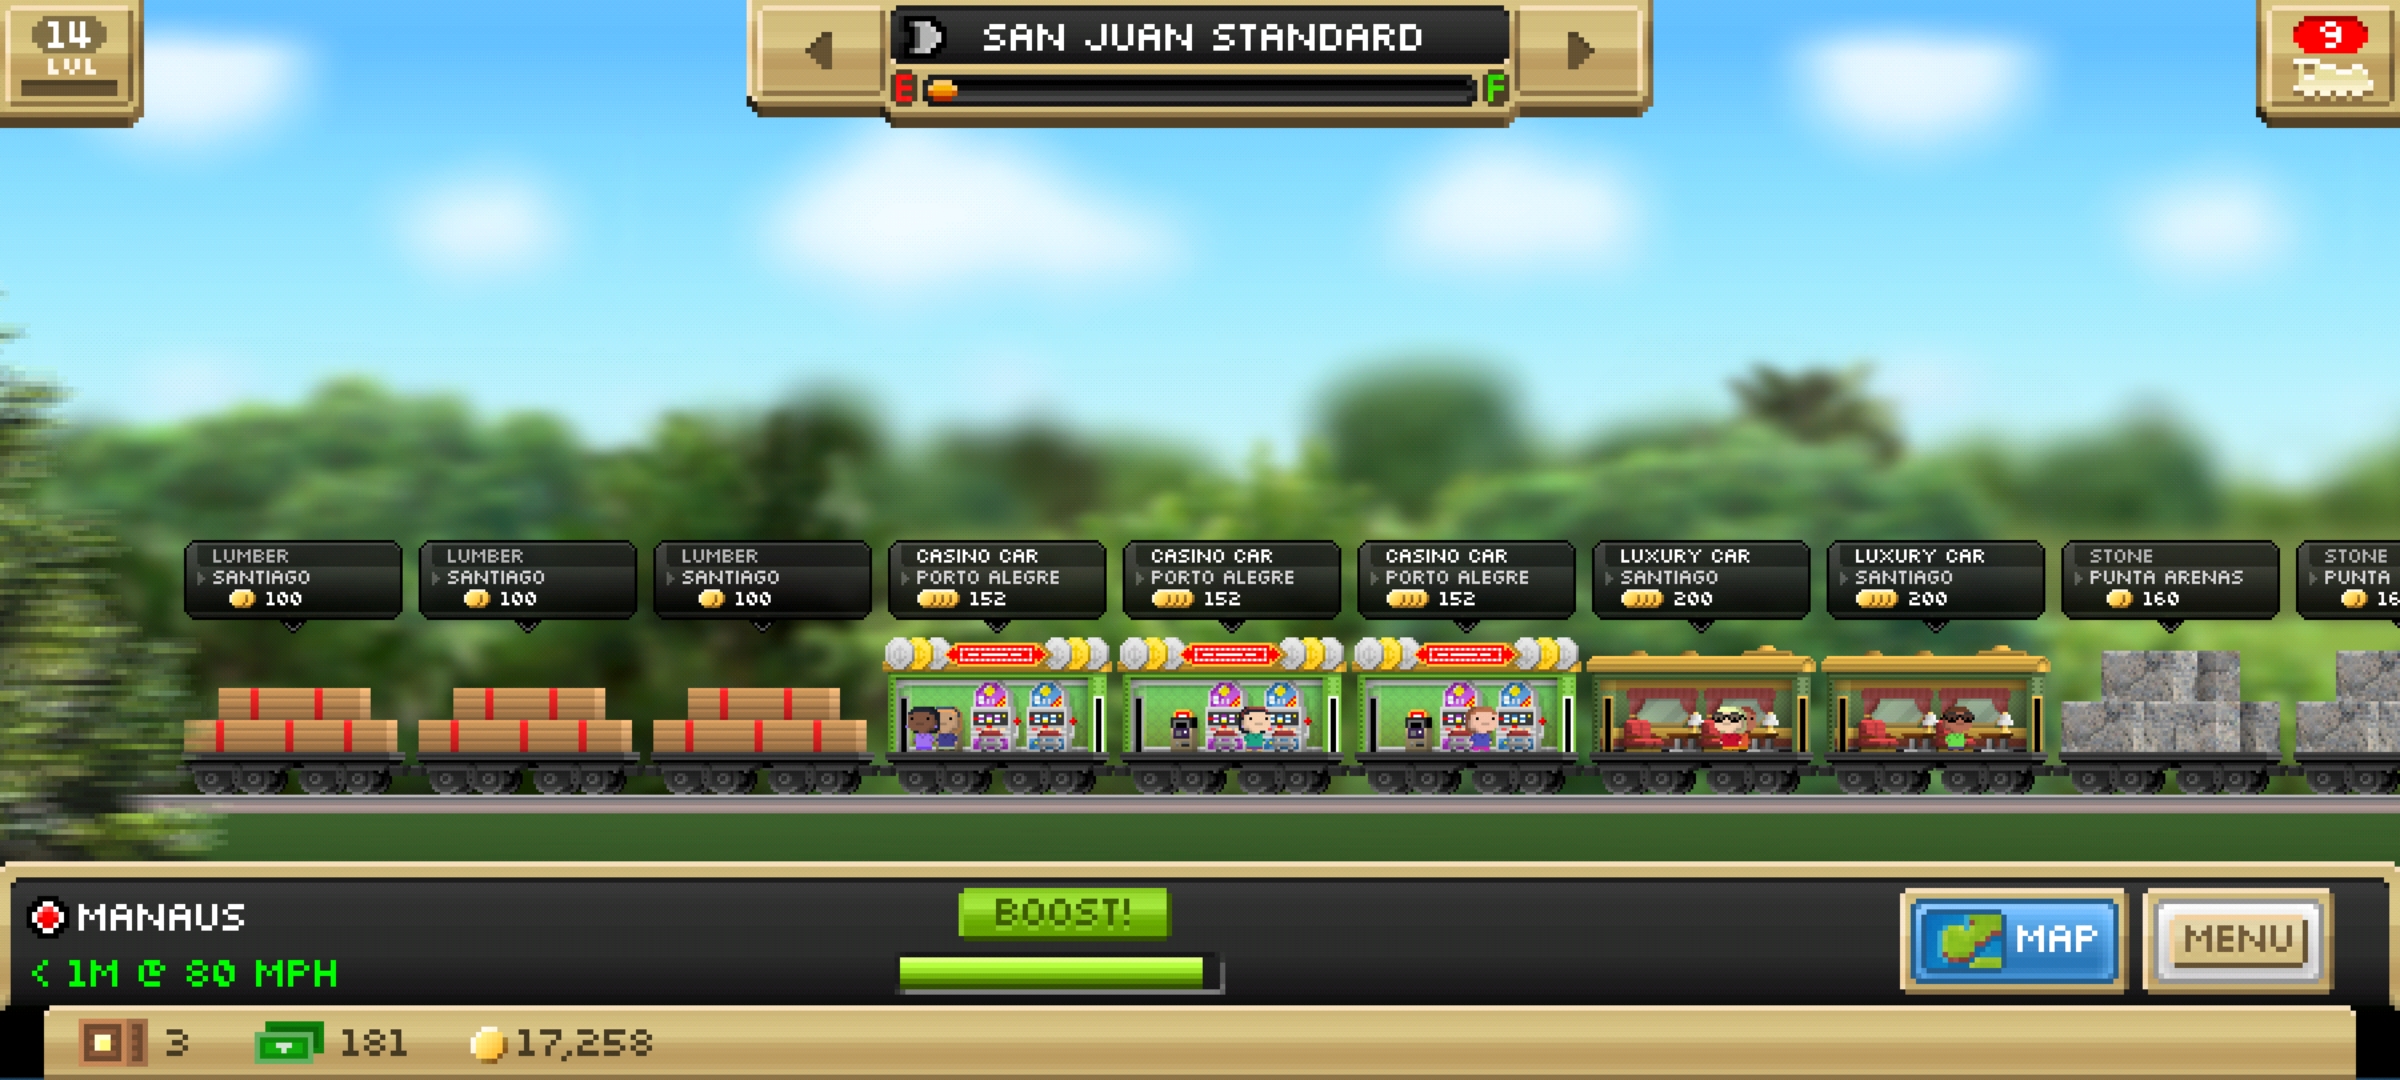 14
LVL
SAN JUAN STANDARD
E F
9
LUMBER
SANTIAGO
100
LUMBER
SANTIAGO
100
LUMBER
SANTIAGO
100
CASINO CAR
PORTO ALEGRE
152
CASINO CAR
PORTO ALEGRE
152
CASINO CAR
PORTO ALEGRE
152
LUXURY CAR
SANTIAGO
200
LUXURY CAR
SANTIAGO
200
STONE
PUNTA ARENAS
160
STONE
PUNTA
16
MANAUS
< 1M @ 80 MPH
BOOST!
MAP
MENU
3 181 17,258